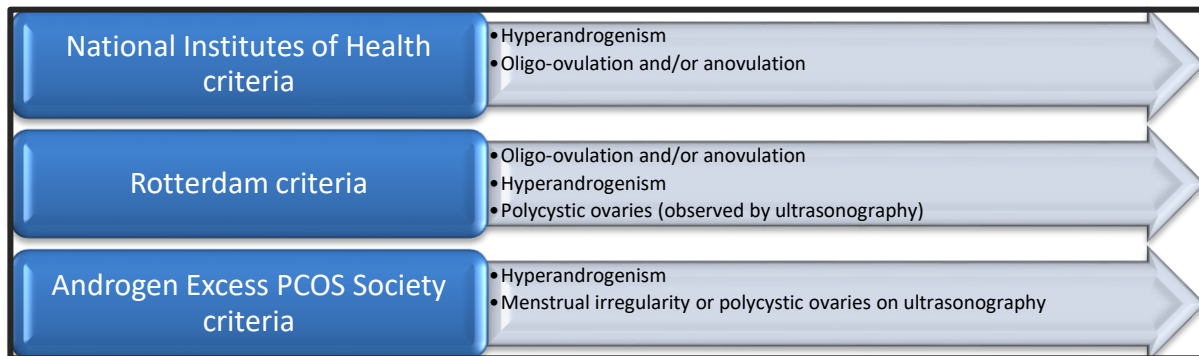 National Institutes of Health
criteria
•Hyperandrogenism
•Oligo-ovulation and/or anovulation
Rotterdam criteria
•Oligo-ovulation and/or anovulation
•Hyperandrogenism
•Polycystic ovaries (observed by ultrasonography)
Androgen Excess PCOS Society
criteria
•Hyperandrogenism
•Menstrual irregularity or polycystic ovaries on ultrasonography